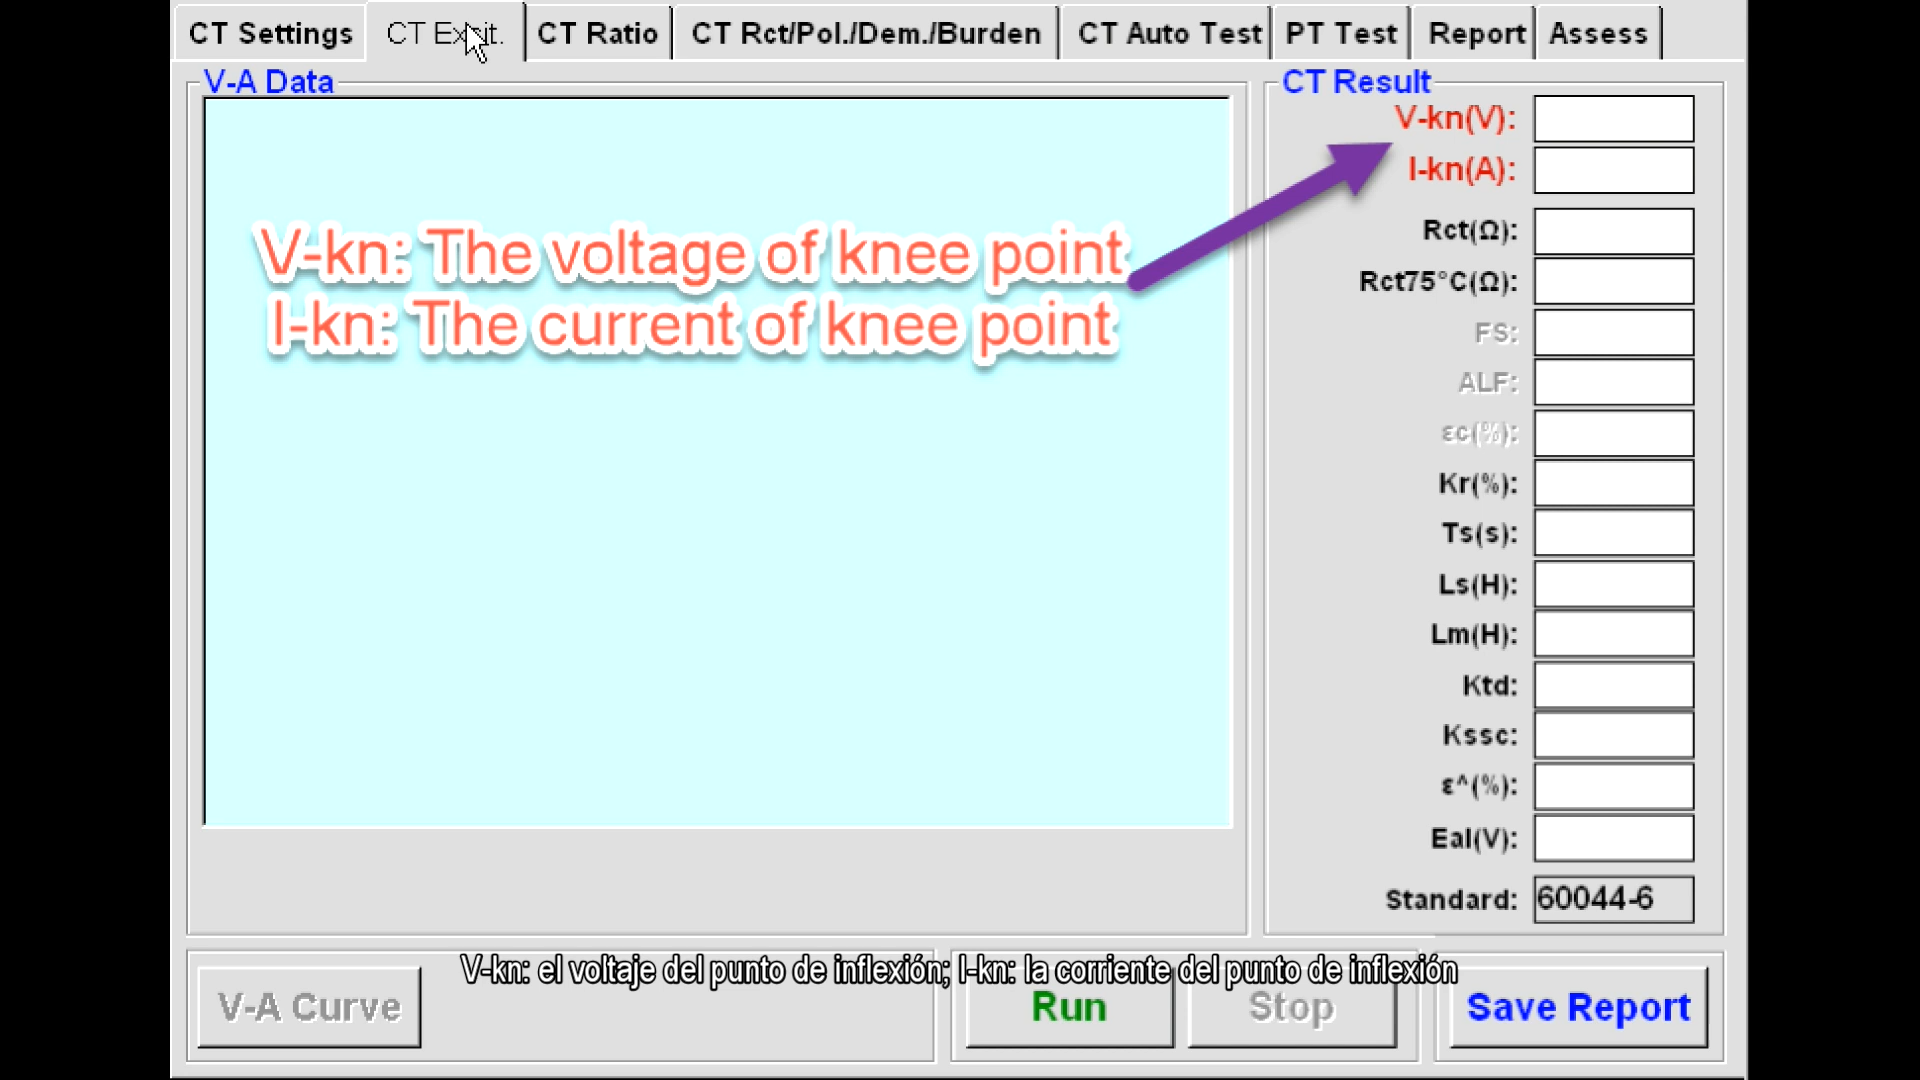 CT Settings
CT Excit.
CT Ratio
CT Rct/Pol./Dem./Burden
CT Auto Test
PT Test
Report
Assess
V-A Data
V-kn: The voltage of knee point
I-kn: The current of knee point
CT Result
V-kn(V):
I-kn(A):
Rct(Ω):
Rct75°C(Ω):
FS:
ALF:
εc(%):
Kr(%):
Ts(s):
Ls(H):
Lm(H):
Ktd:
Kssc:
ε^(%):
Eal(V):
Standard: 60044-6
V-kn: el voltaje del punto de inflexión; I-kn: la corriente del punto de inflexión
V-A Curve
Run
Stop
Save Report